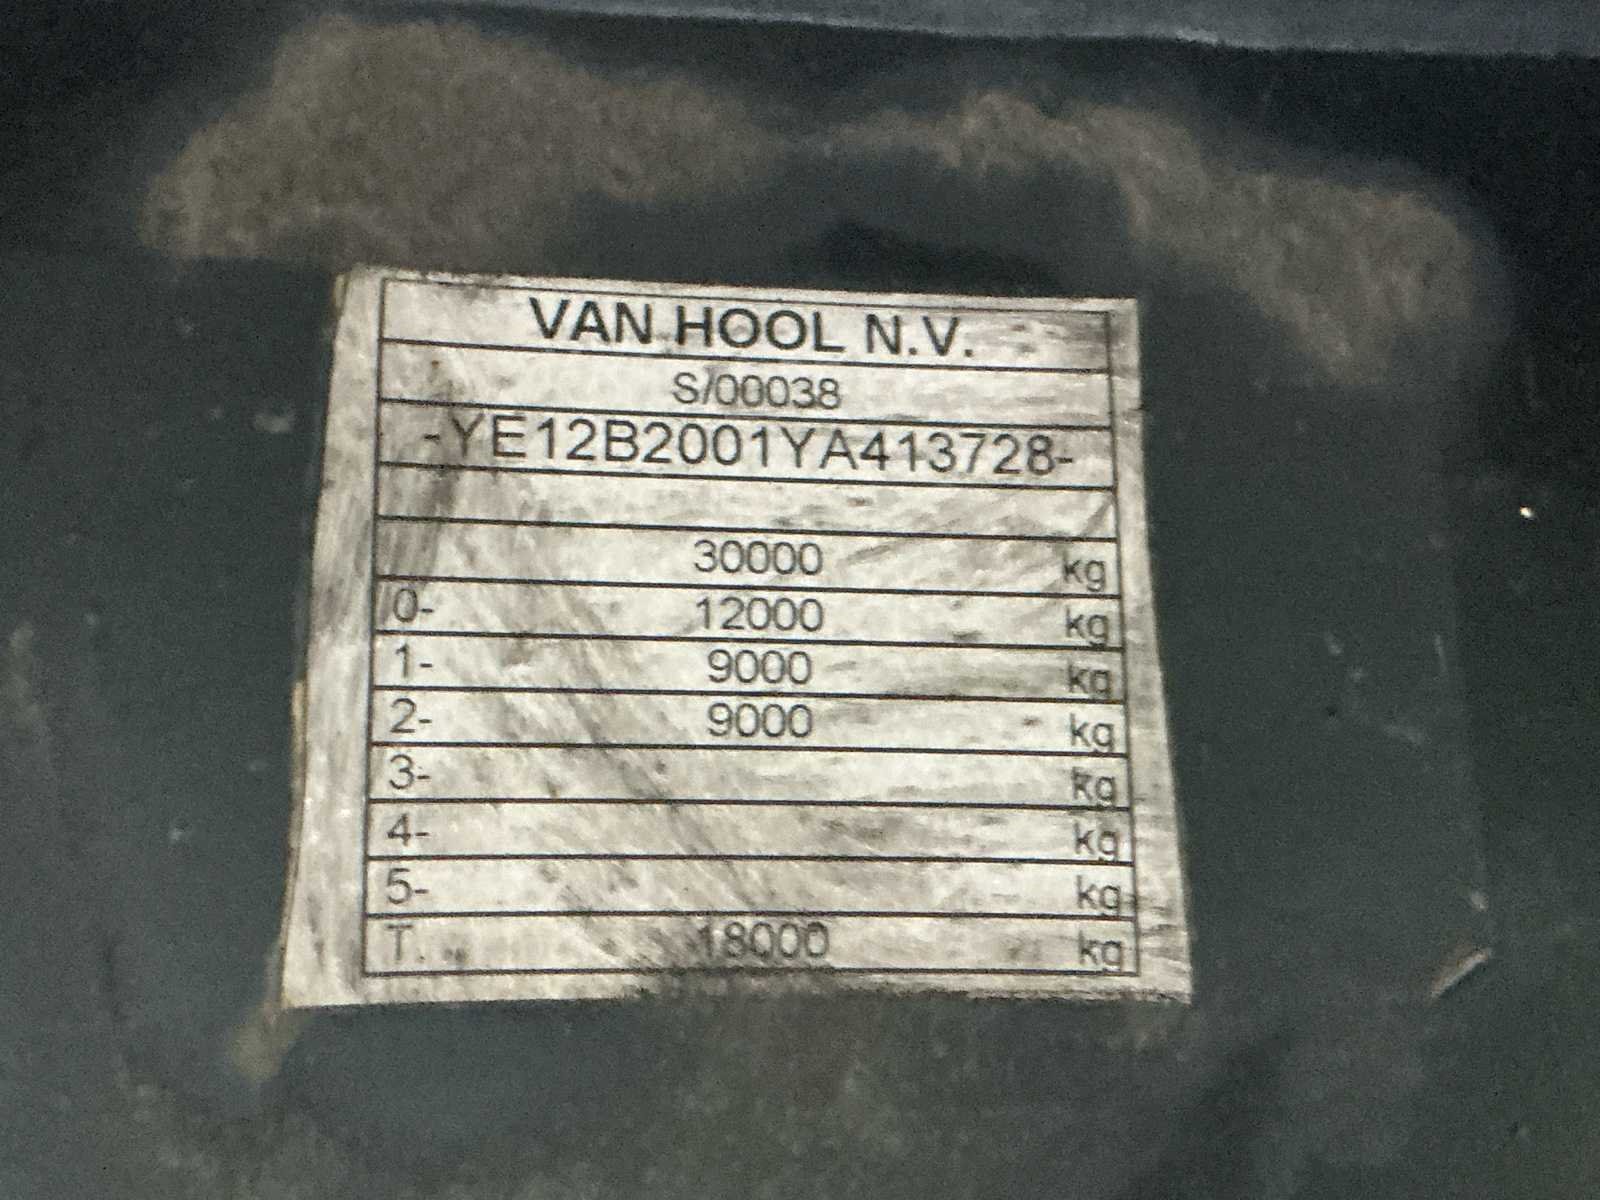 VAN HOOL N.V.
S/00038
-YE12B2001YA413728-
30000 kg
0- 12000 kg
1- 9000 kg
2- 9000 kg
3- kg
4- kg
5- kg
T. 18000 kg